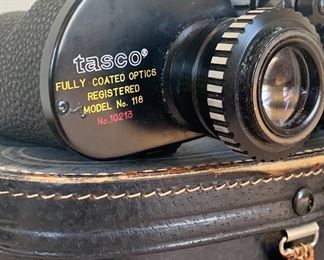 tasco®
FULLY COATED OPTICS
REGISTERED
MODEL No. 118
No.10213